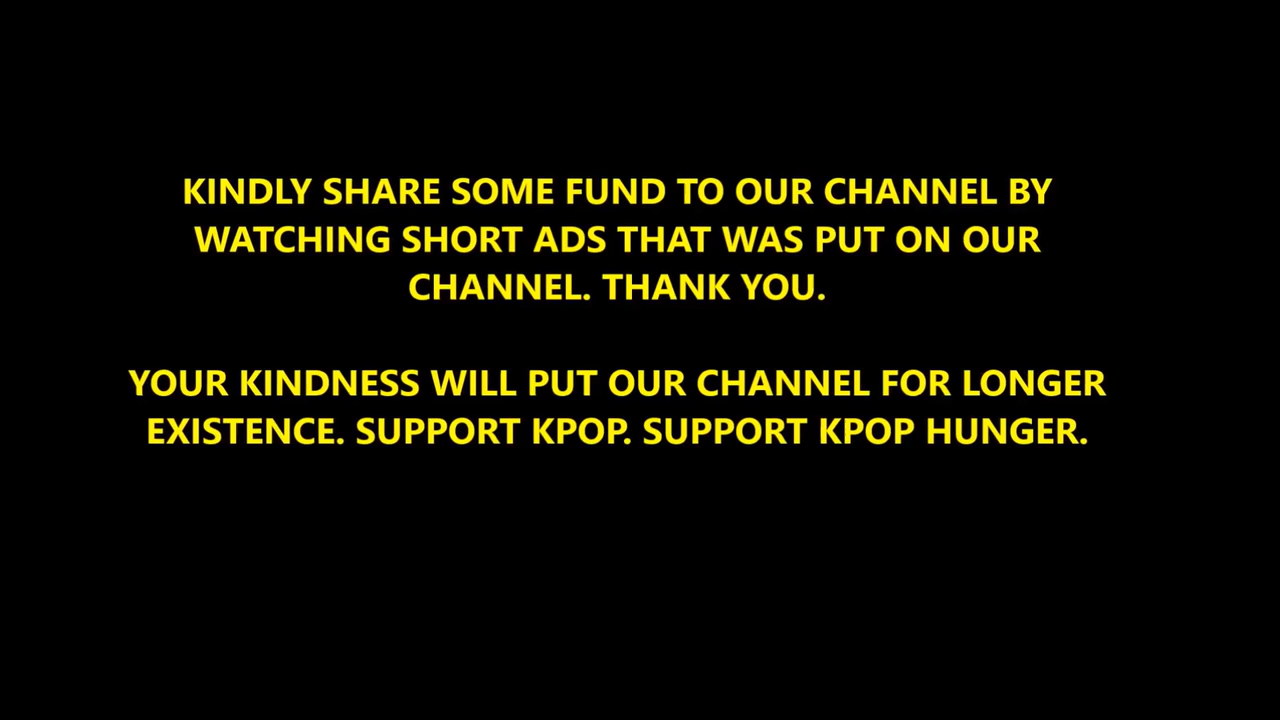 KINDLY SHARE SOME FUND TO OUR CHANNEL BY
WATCHING SHORT ADS THAT WAS PUT ON OUR
CHANNEL. THANK YOU.
YOUR KINDNESS WILL PUT OUR CHANNEL FOR LONGER
EXISTENCE. SUPPORT KPOP. SUPPORT KPOP HUNGER.